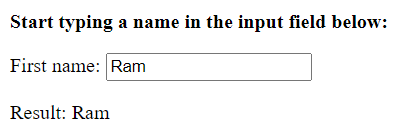 Start typing a name in the input field below:
First name: Ram
Result: Ram